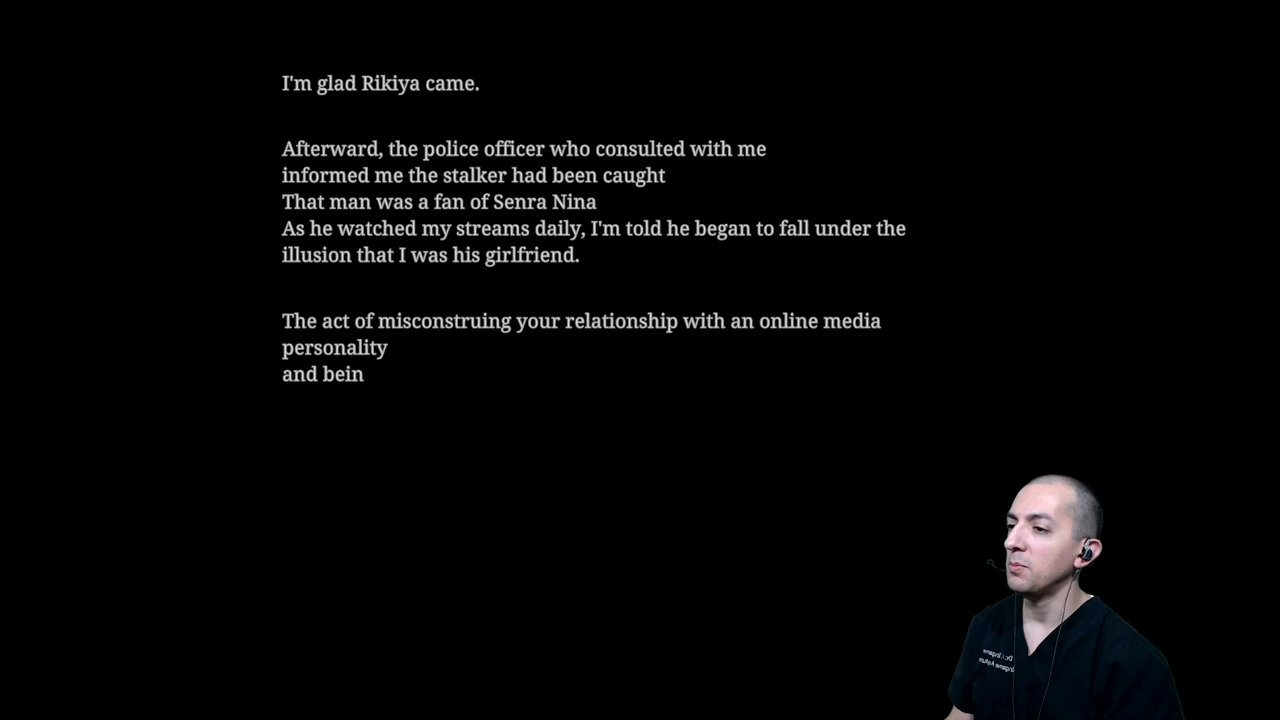 I'm glad Rikiya came.
Afterward, the police officer who consulted with me
informed me the stalker had been caught
That man was a fan of Senra Nina
As he watched my streams daily, I'm told he began to fall under the
illusion that I was his girlfriend.
The act of misconstruing your relationship with an online media
personality
and bein